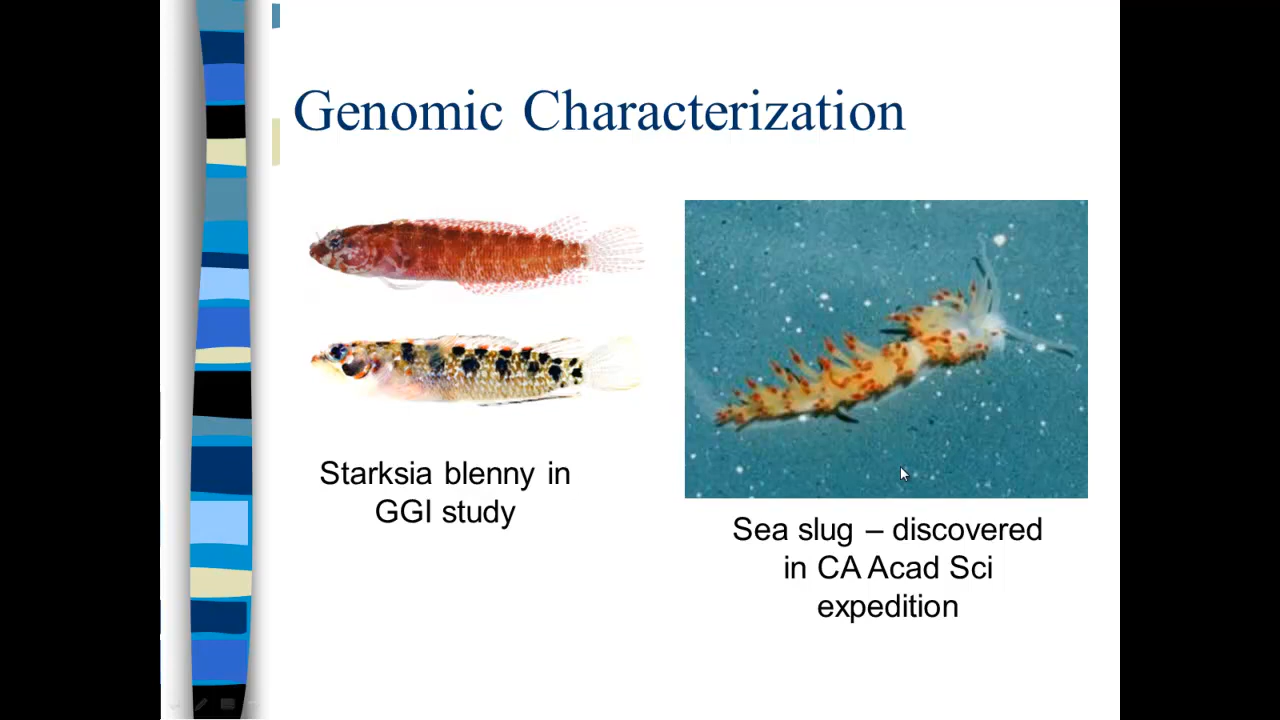 Genomic Characterization
Starksia blenny in
GGI study
Sea slug – discovered
in CA Acad Sci
expedition